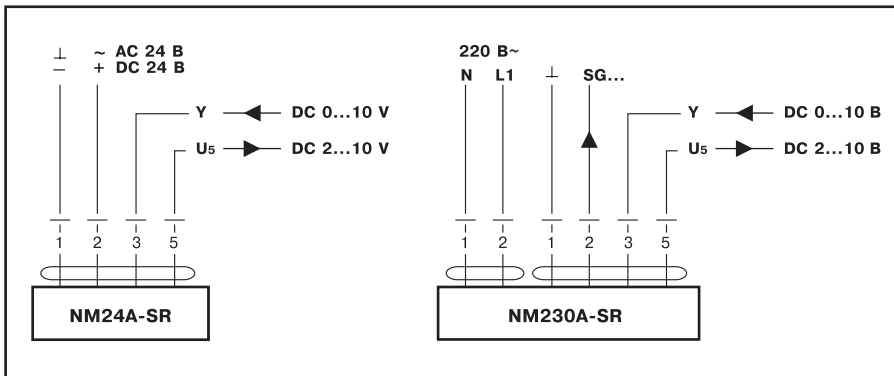 ⊥ ~ AC 24 В
– + DC 24 В
Y DC 0...10 V
U5 DC 2...10 V
1 2 3 5
NM24A-SR
220 В~
N L1 ⊥ SG...
Y DC 0...10 В
U5 DC 2...10 В
1 2 1 2 3 5
NM230A-SR